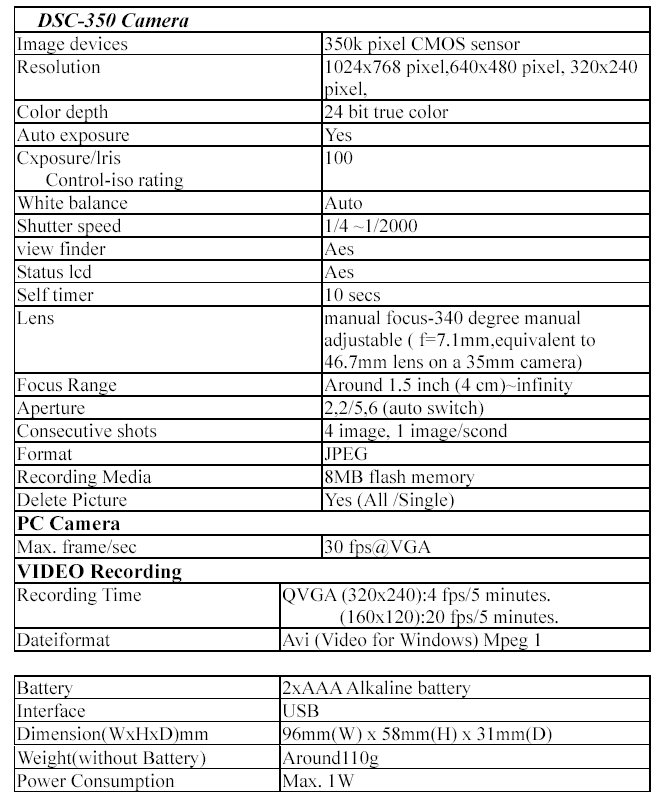 DSC-350 Camera
Image devices 350k pixel CMOS sensor
Resolution 1024x768 pixel,640x480 pixel, 320x240
pixel,
Color depth 24 bit true color
Auto exposure Yes
Cxposure/lris 100
Control-iso rating
White balance Auto
Shutter speed 1/4 ~1/2000
view finder Aes
Status lcd Aes
Self timer 10 secs
Lens manual focus-340 degree manual
adjustable ( f=7.1mm,equivalent to
46.7mm lens on a 35mm camera)
Focus Range Around 1.5 inch (4 cm)~infinity
Aperture 2,2/5,6 (auto switch)
Consecutive shots 4 image, 1 image/scond
Format JPEG
Recording Media 8MB flash memory
Delete Picture Yes (All /Single)
PC Camera
Max. frame/sec 30 fps@VGA
VIDEO Recording
Recording Time QVGA (320x240):4 fps/5 minutes.
(160x120):20 fps/5 minutes.
Dateiformat Avi (Video for Windows) Mpeg 1
Battery 2xAAA Alkaline battery
Interface USB
Dimension(WxHxD)mm 96mm(W) x 58mm(H) x 31mm(D)
Weight(without Battery) Around110g
Power Consumption Max. 1W